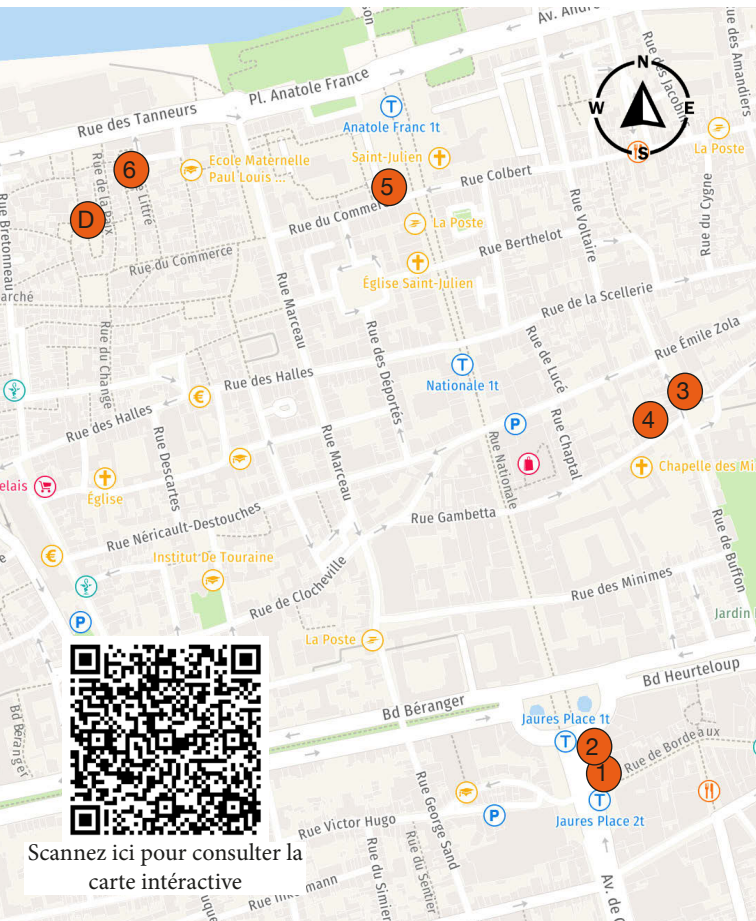 Av. André
Rue des Jacobins
Rue des Amandiers
Pl. Anatole France
Rue des Tanneurs
N
W
E
S
Anatole Franc 1t
La Poste
Ecole Maternelle
Paul Louis ...
Saint-Julien
6
5
D
Rue de la Paix
Littré
Rue Colbert
Rue du Commerce
La Poste
Rue Voltaire
Rue du Cygne
Rue Bretonneau
Rue Berthelot
Rue du Commerce
Église Saint-Julien
arché
Rue Marceau
Rue de la Scellerie
Rue du Change
Rue des Déportés
Rue de Lucé
Rue Émile Zola
Nationale 1t
Rue des Halles
3
Rue des Halles
4
Rue Descartes
Rue Marceau
Rue Nationale
Rue Chaptal
P
elais
Église
Chapelle des Mi
Rue Néricault-Destouches
Rue Gambetta
Rue de Buffon
Institut De Touraine
Rue de Clocheville
Rue des Minimes
P
La Poste
Jardin
Bd Heurteloup
Bd Béranger
Bd Béranger
Jaures Place 1t
2
1
Rue de Bordeaux
Jaures Place 2t
Rue George Sand
P
Rue Victor Hugo
Rue du Simier
Rue du Sentier
Av. de
Scannez ici pour consulter la
carte intéractive
mann